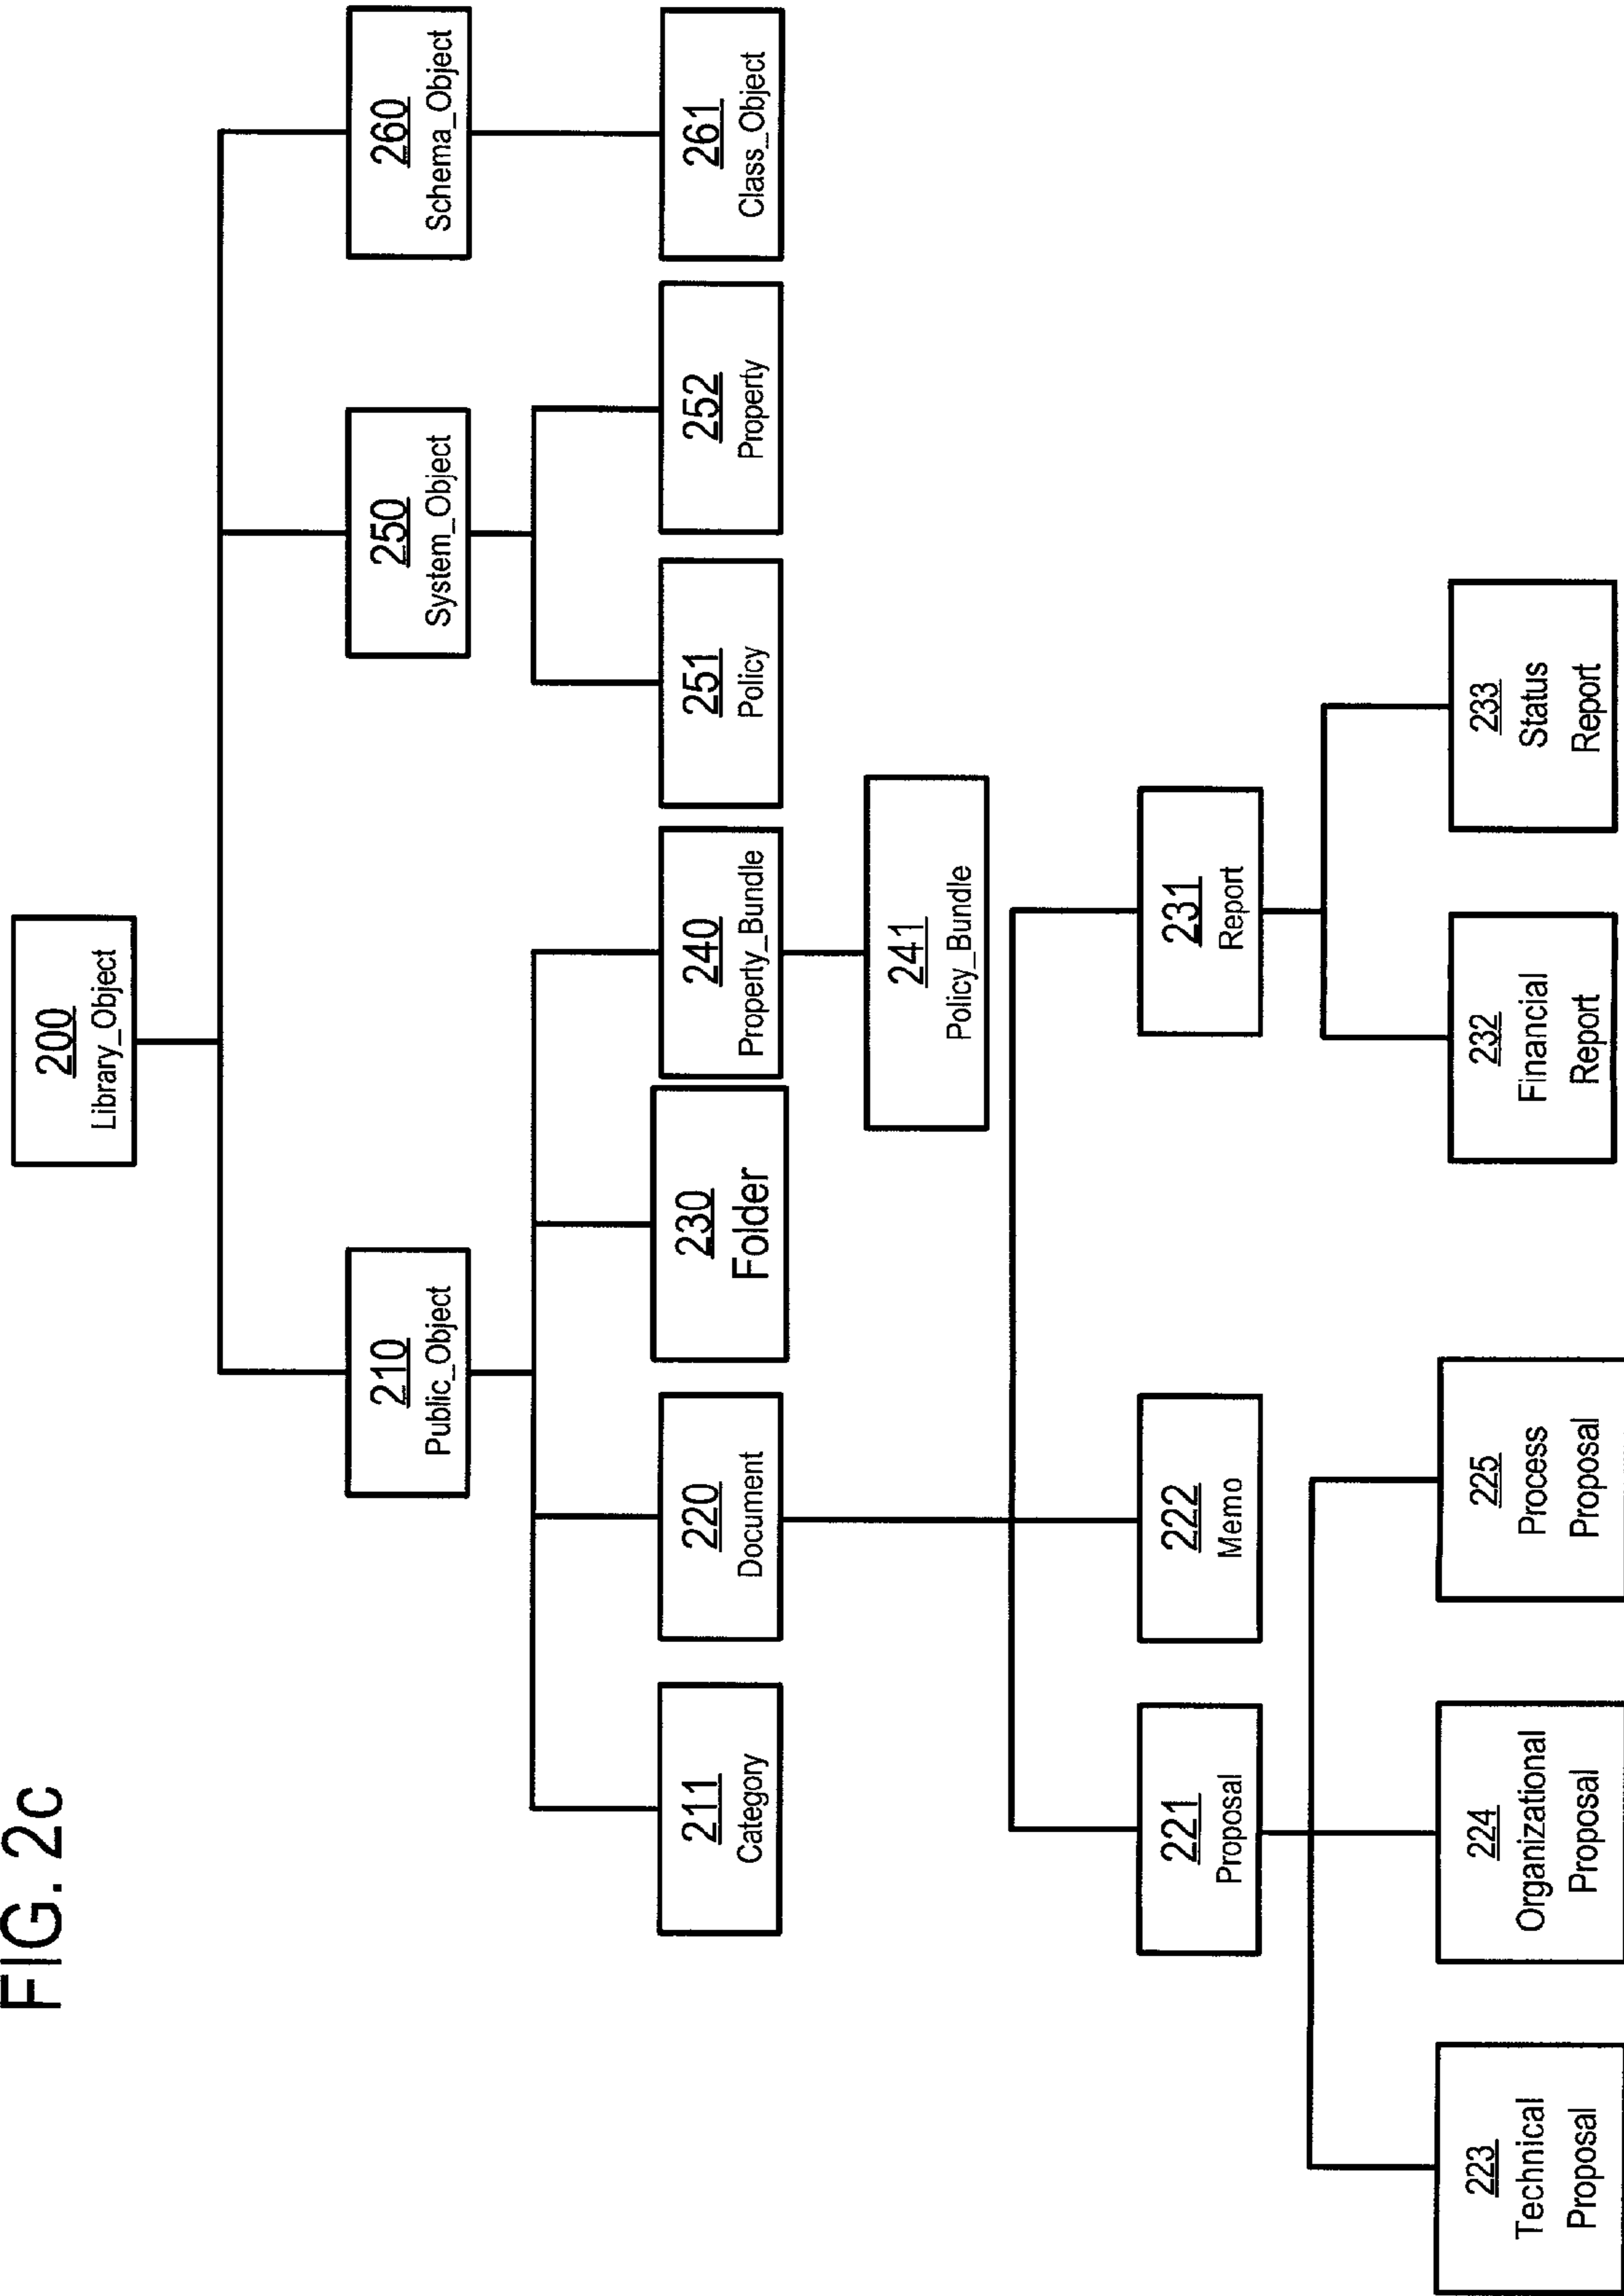 FIG. 2c
200
Library_Object
210
Public_Object
250
System_Object
260
Schema_Object
211
Category
220
Document
230
Folder
240
Property_Bundle
251
Policy
252
Property
261
Class_Object
241
Policy_Bundle
221
Proposal
222
Memo
231
Report
223
Technical
Proposal
224
Organizational
Proposal
225
Process
Proposal
232
Financial
Report
233
Status
Report